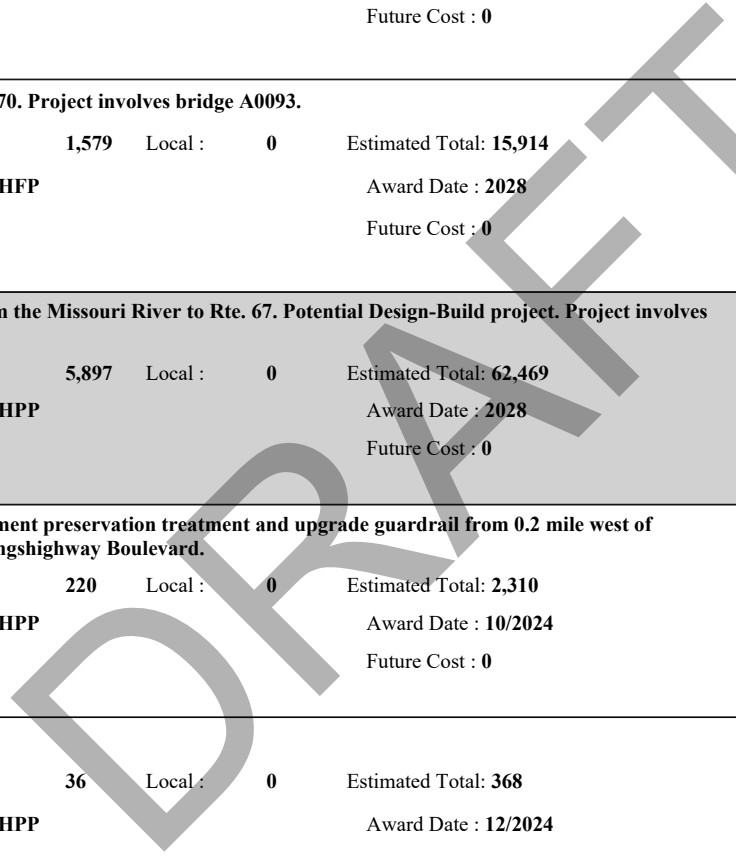 Future Cost : 0
70. Project involves bridge A0093.
1,579 Local : 0 Estimated Total: 15,914
HFP Award Date : 2028
Future Cost : 0
the Missouri River to Rte. 67. Potential Design-Build project. Project involves
5,897 Local : 0 Estimated Total: 62,469
HPP Award Date : 2028
Future Cost : 0
ment preservation treatment and upgrade guardrail from 0.2 mile west of
ngshighway Boulevard.
220 Local : 0 Estimated Total: 2,310
HPP Award Date : 10/2024
Future Cost : 0
36 Local : 0 Estimated Total: 368
HPP Award Date : 12/2024
DRAFT